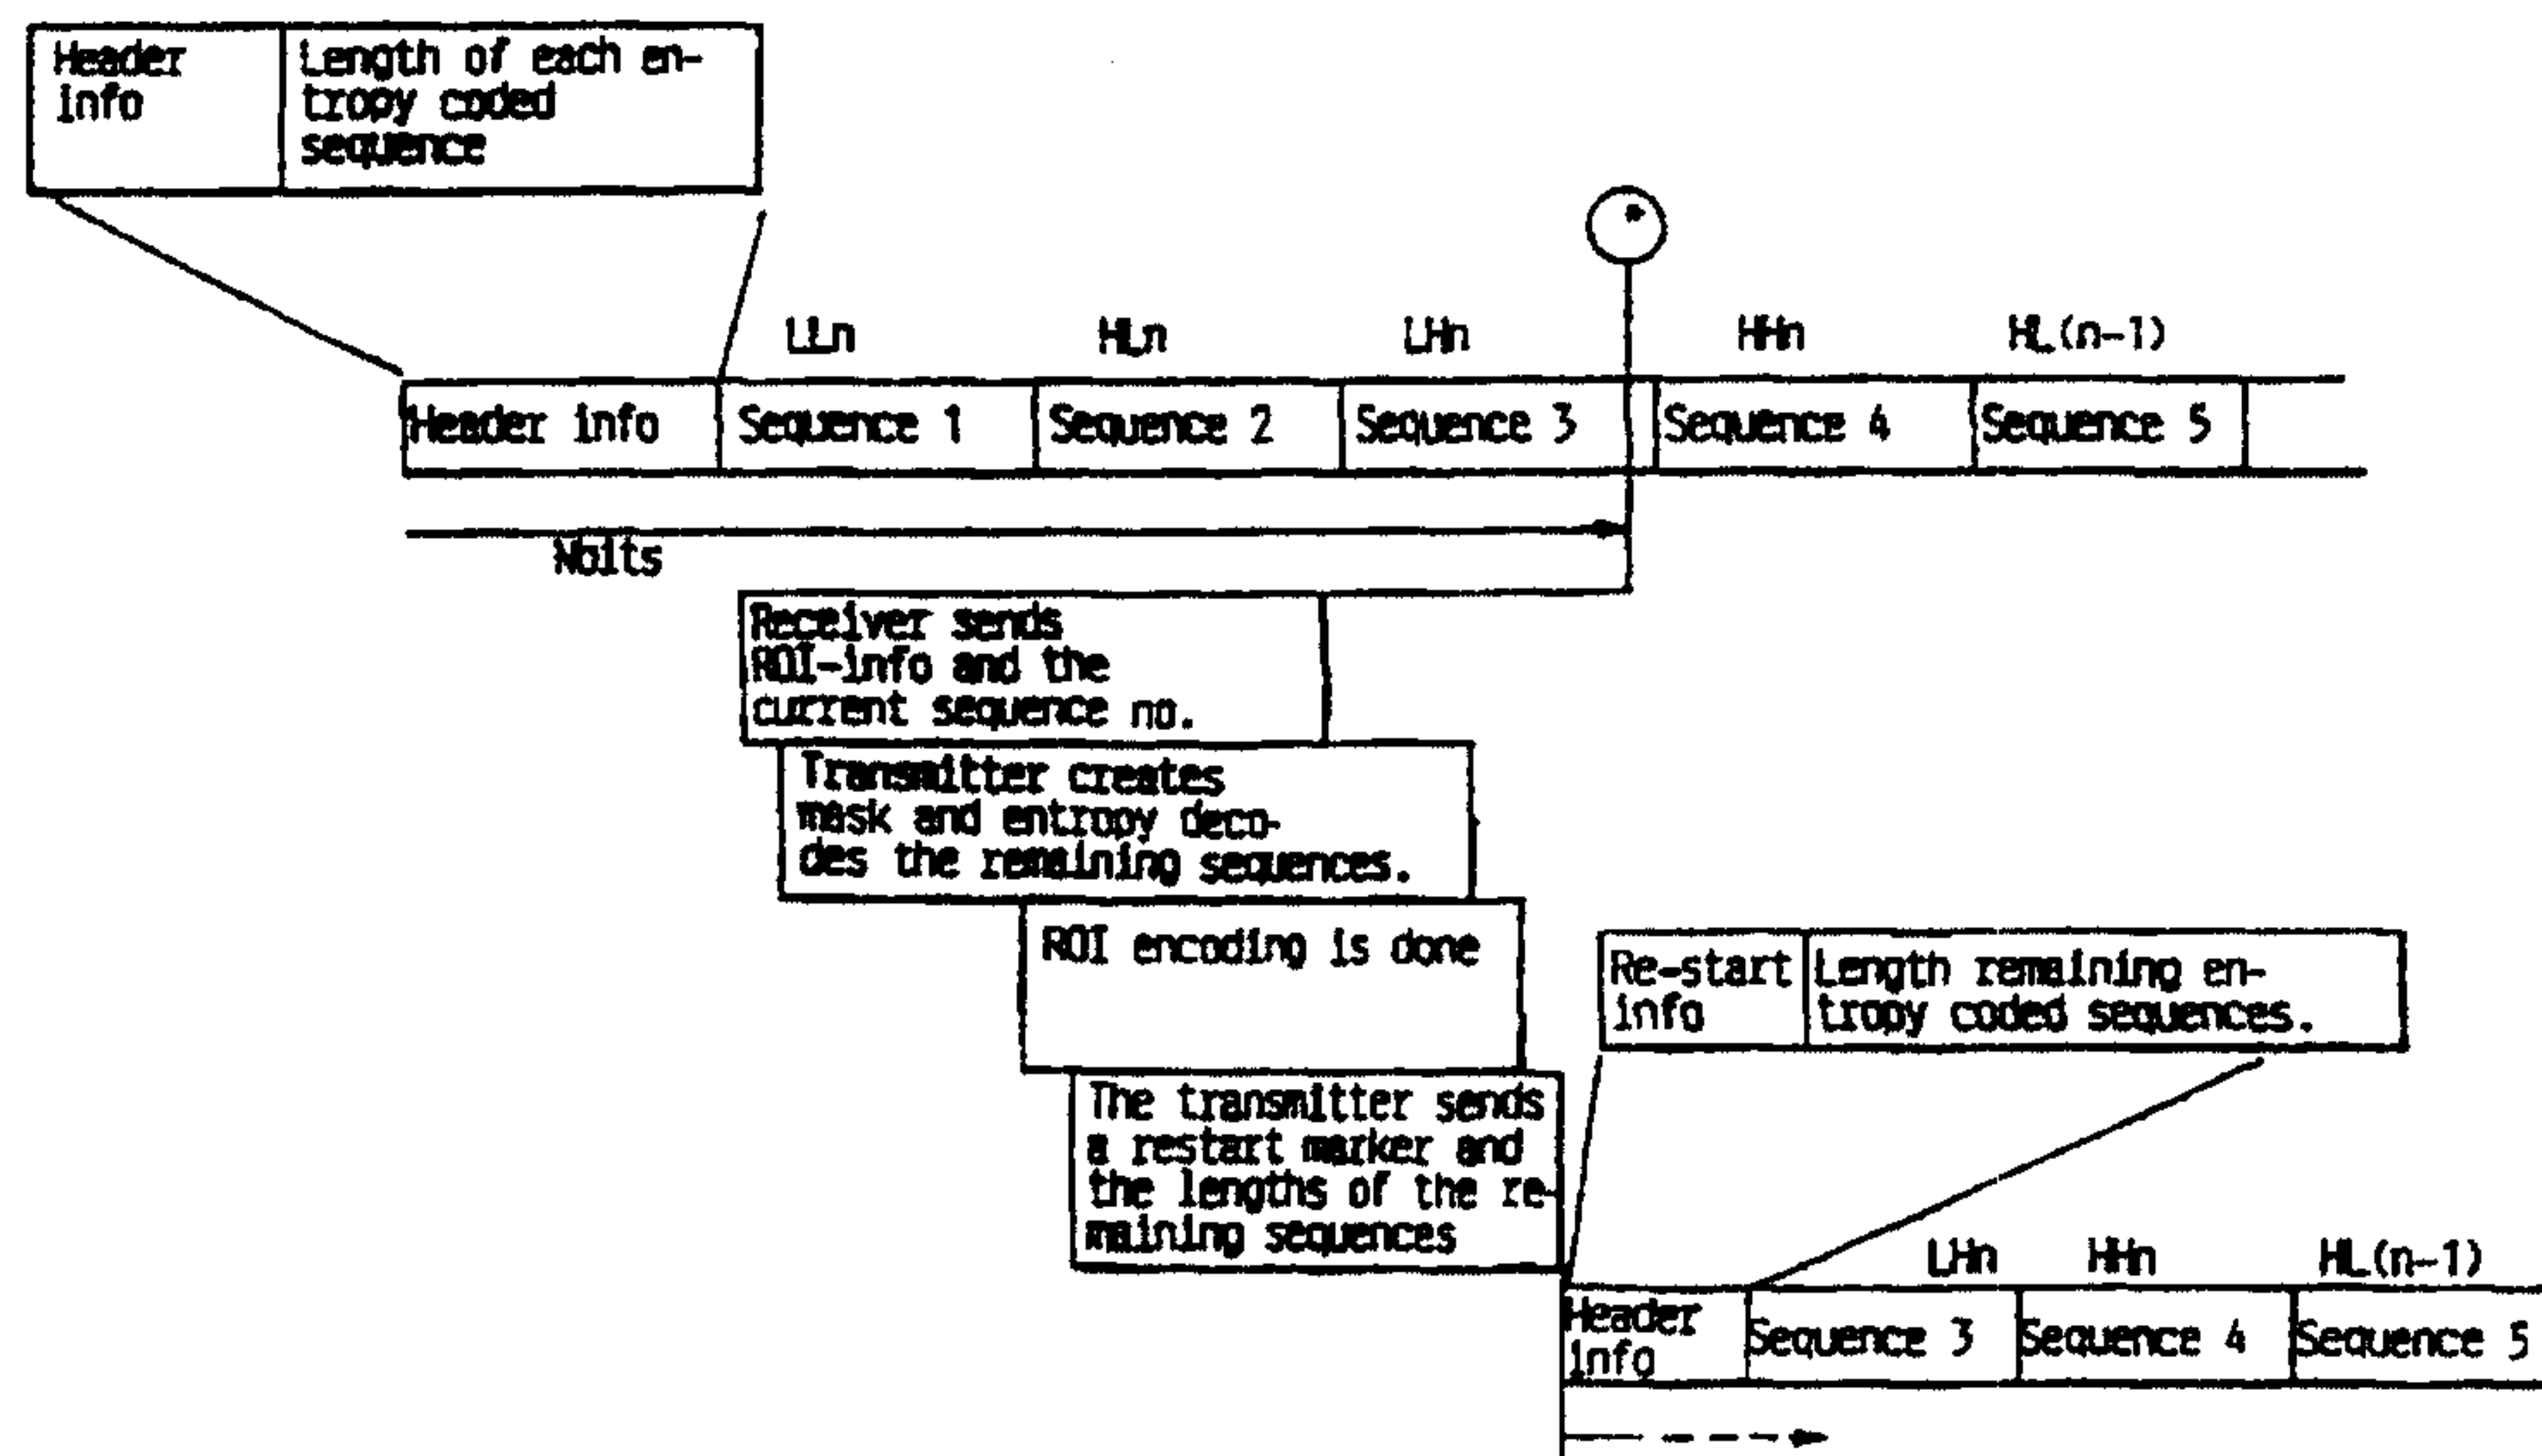 Header
info
Length of each en-
tropy coded
sequence
LLn
HLn
LHn
HHn
HL(n-1)
Header info
Sequence 1
Sequence 2
Sequence 3
Sequence 4
Sequence 5
Nbits
Receiver sends
ROI-info and the
current sequence no.
Transmitter creates
mask and entropy deco-
des the remaining sequences.
ROI encoding is done
Re-start
info
Length remaining en-
tropy coded sequences.
The transmitter sends
a restart marker and
the lengths of the re-
maining sequences
LHn
HHn
HL(n-1)
Header
info
Sequence 3
Sequence 4
Sequence 5